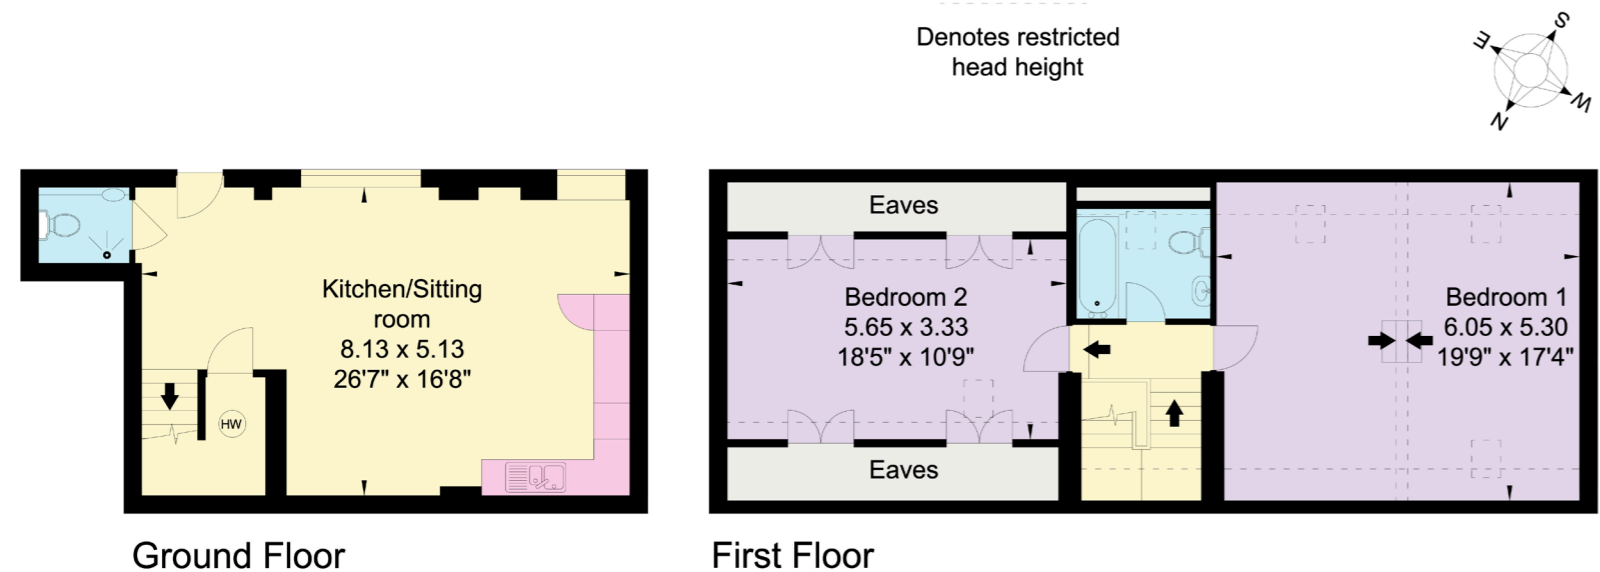 Denotes restricted
head height
S
E
W
N
Kitchen/Sitting
room
8.13 x 5.13
26'7" x 16'8"
HW
Ground Floor
Eaves
Bedroom 2
5.65 x 3.33
18'5" x 10'9"
Eaves
Bedroom 1
6.05 x 5.30
19'9" x 17'4"
First Floor